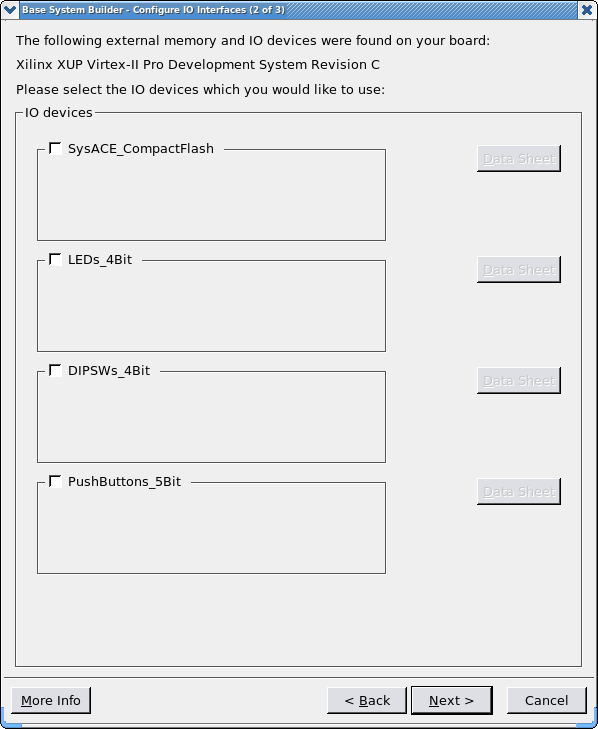 Base System Builder - Configure IO Interfaces (2 of 3)
The following external memory and IO devices were found on your board:
Xilinx XUP Virtex-II Pro Development System Revision C
Please select the IO devices which you would like to use:
IO devices
SysACE_CompactFlash
Data Sheet
LEDs_4Bit
Data Sheet
DIPSWs_4Bit
Data Sheet
PushButtons_5Bit
Data Sheet
More Info
< Back
Next >
Cancel